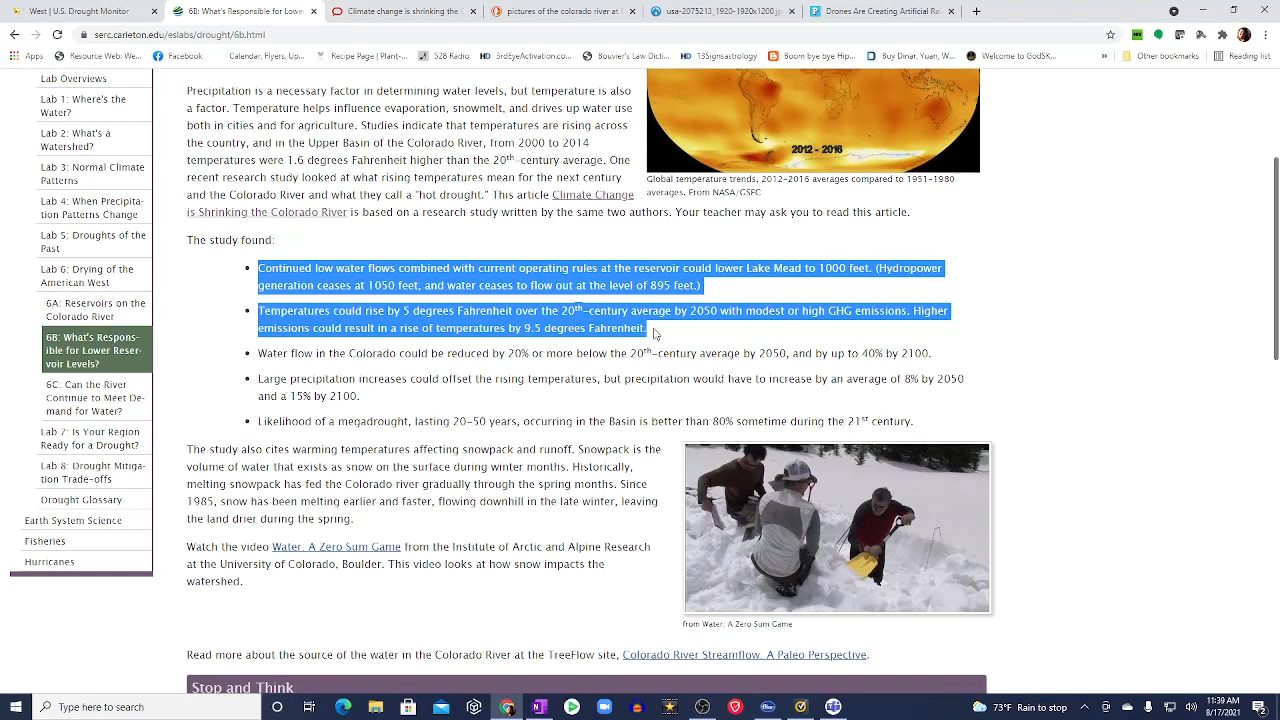 West | U.S. Drought Monitor
6B: What's Responsible for Lower
Climate change is shrinking the C
pictures of the colorado river at l
usa-2075213_1920-1920x1200.jp
Drones Are Creating Artificial Rai
serc.carleton.edu/eslabs/drought/6b.html
Apps
Source Web: We...
Facebook
Calendar, Flyers, Up...
Recipe Page 1 - Pam...
528 Radio
3rdEyeActivation.co...
Bouvier's Law Dicti...
13Signsastrology
Boom bye bye Hip...
Buy Dinar, Yuan, W...
Welcome to GodSK...
»
Other bookmarks
Reading list
Lab Overviews
Lab 1: Where's the
Water?
Lab 2: What's a
Watershed?
Lab 3: Normal Climate
Patterns
Lab 4: When Precipita-
tion Patterns Change
Lab 5: Droughts of the
Past
Lab 6: Drying of the
American West
6A: Reservoirs on the
Colorado River
6B: What's Respons-
ible for Lower Reser-
voir Levels?
6C: Can the River
Continue to Meet De-
mand for Water?
Lab 7: Is Your Region
Ready for a Drought?
Lab 8: Drought Mitiga-
tion Trade-offs
Drought Glossary
Earth System Science
Fisheries
Hurricanes
Precipitation is a necessary factor in determining water levels, but temperature is also
a factor. Temperature helps influence evaporation, snowmelt, and drives up water use
both in cities and for agriculture. Studies indicate that temperatures are rising across
the country, and in the Upper Basin of the Colorado River, from 2000 to 2014
temperatures were 1.6 degrees Fahrenheit higher than the 20th-century average. One
recent research study looked at what rising temperatures mean for the next century
and the Colorado River and what they call a "hot drought." This article Climate Change
is Shrinking the Colorado River is based on a research study written by the same two authors. Your teacher may ask you to read this article.
2012 - 2016
Global temperature trends, 2012-2016 averages compared to 1951-1980
averages. From NASA/GSFC
The study found:
• Continued low water flows combined with current operating rules at the reservoir could lower Lake Mead to 1000 feet. (Hydropower
generation ceases at 1050 feet, and water ceases to flow out at the level of 895 feet.)
• Temperatures could rise by 5 degrees Fahrenheit over the 20th-century average by 2050 with modest or high GHG emissions. Higher
emissions could result in a rise of temperatures by 9.5 degrees Fahrenheit.
• Water flow in the Colorado could be reduced by 20% or more below the 20th-century average by 2050, and by up to 40% by 2100.
• Large precipitation increases could offset the rising temperatures, but precipitation would have to increase by an average of 8% by 2050
and a 15% by 2100.
• Likelihood of a megadrought, lasting 20-50 years, occurring in the Basin is better than 80% sometime during the 21st century.
The study also cites warming temperatures affecting snowpack and runoff. Snowpack is the
volume of water that exists as snow on the surface during winter months. Historically,
melting snowpack has fed the Colorado river gradually through the spring months. Since
1985, snow has been melting earlier and faster, flowing downhill in the late winter, leaving
the land drier during the spring.
Watch the video Water: A Zero Sum Game from the Institute of Arctic and Alpine Research
at the University of Colorado, Boulder. This video looks at how snow impacts the
watershed.
from Water: A Zero Sum Game
Read more about the source of the water in the Colorado River at the TreeFlow site, Colorado River Streamflow. A Paleo Perspective.
Stop and Think
Type here to search
72°F Rain to stop
11:39 AM
8/17/2021